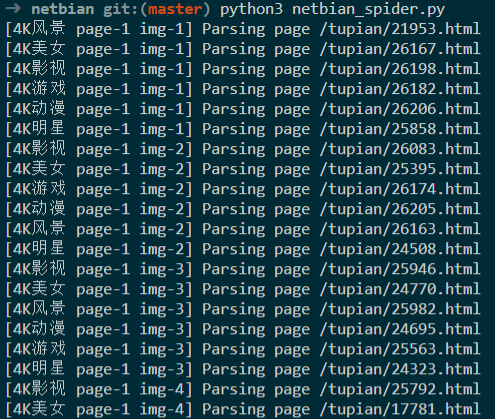 → netbian git:(master) python3 netbian_spider.py
[4K风景 page-1 img-1] Parsing page /tupian/21953.html
[4K美女 page-1 img-1] Parsing page /tupian/26167.html
[4K影视 page-1 img-1] Parsing page /tupian/26198.html
[4K游戏 page-1 img-1] Parsing page /tupian/26182.html
[4K动漫 page-1 img-1] Parsing page /tupian/26206.html
[4K明星 page-1 img-1] Parsing page /tupian/25858.html
[4K影视 page-1 img-2] Parsing page /tupian/26083.html
[4K美女 page-1 img-2] Parsing page /tupian/25395.html
[4K游戏 page-1 img-2] Parsing page /tupian/26174.html
[4K动漫 page-1 img-2] Parsing page /tupian/26205.html
[4K风景 page-1 img-2] Parsing page /tupian/26163.html
[4K明星 page-1 img-2] Parsing page /tupian/24508.html
[4K影视 page-1 img-3] Parsing page /tupian/25946.html
[4K美女 page-1 img-3] Parsing page /tupian/24770.html
[4K风景 page-1 img-3] Parsing page /tupian/25982.html
[4K动漫 page-1 img-3] Parsing page /tupian/24695.html
[4K游戏 page-1 img-3] Parsing page /tupian/25563.html
[4K明星 page-1 img-3] Parsing page /tupian/24323.html
[4K影视 page-1 img-4] Parsing page /tupian/25792.html
[4K美女 page-1 img-4] Parsing page /tupian/17781.html